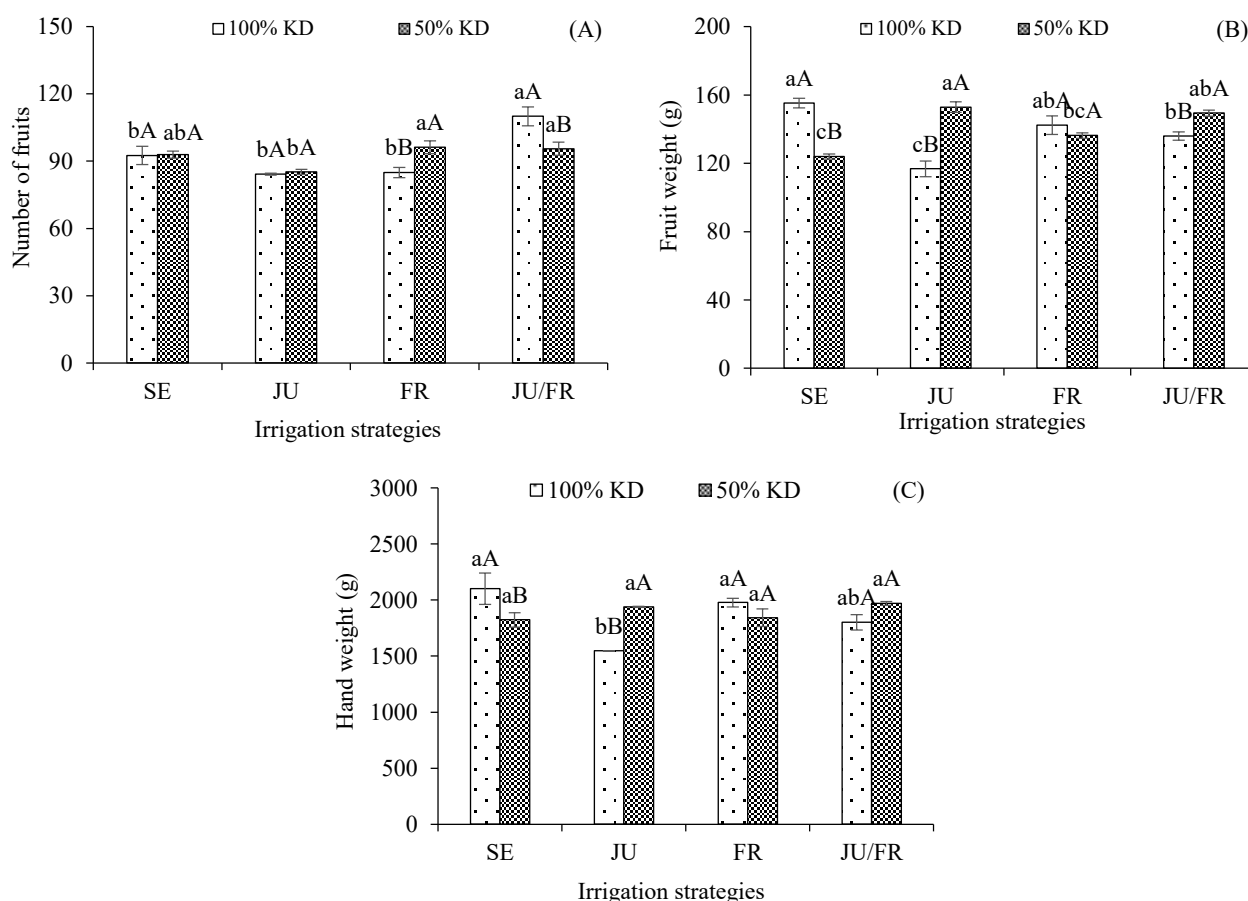 100% KD 50% KD (A)
150
120
90
60
30
0
Number of fruits
bA abA bA bA bB aA aA aB
SE JU FR JU/FR
Irrigation strategies
100% KD 50% KD (B)
200
160
120
80
40
0
Fruit weight (g)
aA cB cB aA abA bcA bB abA
SE JU FR JU/FR
Irrigation strategies
100% KD 50% KD (C)
3000
2500
2000
1500
1000
500
0
Hand weight (g)
aA aB bB aA aA aA abA aA
SE JU FR JU/FR
Irrigation strategies